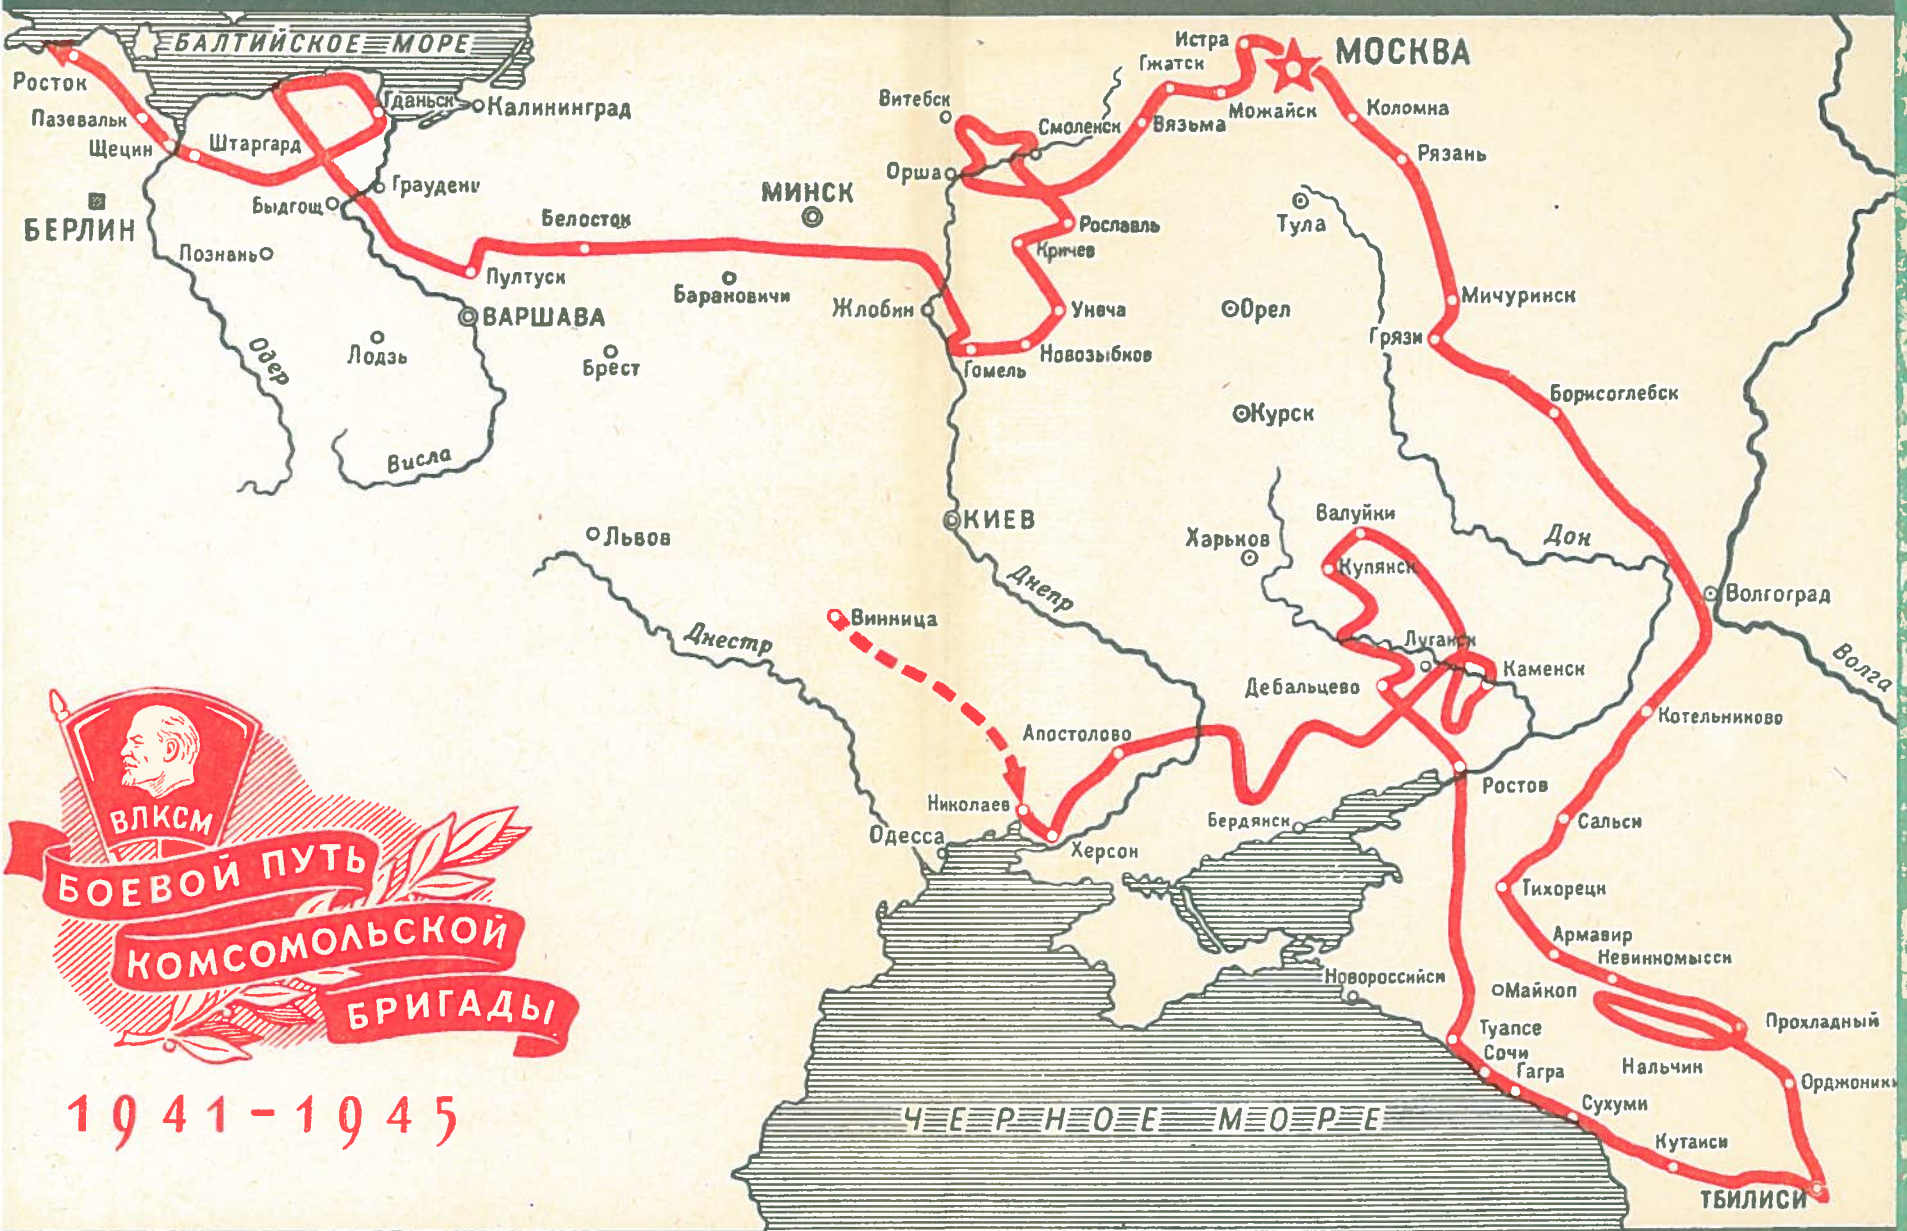 БАЛТИЙСКОЕ МОРЕ
Истра
МОСКВА
Гжатск
Росток
Гданьск
Калининград
Витебск
Можайск
Коломна
Пазевальк
Смоленск
Вязьма
Щецин
Штаргард
Рязань
Орша
Грауденц
МИНСК
Быдгощ
БЕРЛИН
Белосток
Рославль
Тула
Познань
Кричев
Пултуск
Барановичи
Мичуринск
Жлобин
Унеча
Орел
ВАРШАВА
Грязи
Одер
Лодзь
Новозыбков
Брест
Гомель
Борисоглебск
Курск
Висла
Валуйки
КИЕВ
Львов
Харьков
Дон
Купянск
Днепр
Волгоград
Винница
Днестр
Луганск
Каменск
Волга
Дебальцево
Котельниково
Апостолово
Ростов
Николаев
Бердянск
Сальск
Одесса
Херсон
ВЛКСМ
БОЕВОЙ ПУТЬ
КОМСОМОЛЬСКОЙ
БРИГАДЫ
1941-1945
Тихорецк
Армавир
Невинномысск
Новороссийск
Майкоп
Прохладный
Туапсе
Сочи
Гагра
Нальчик
Орджоники
Сухуми
ЧЕРНОЕ МОРЕ
Кутаиси
ТБИЛИСИ